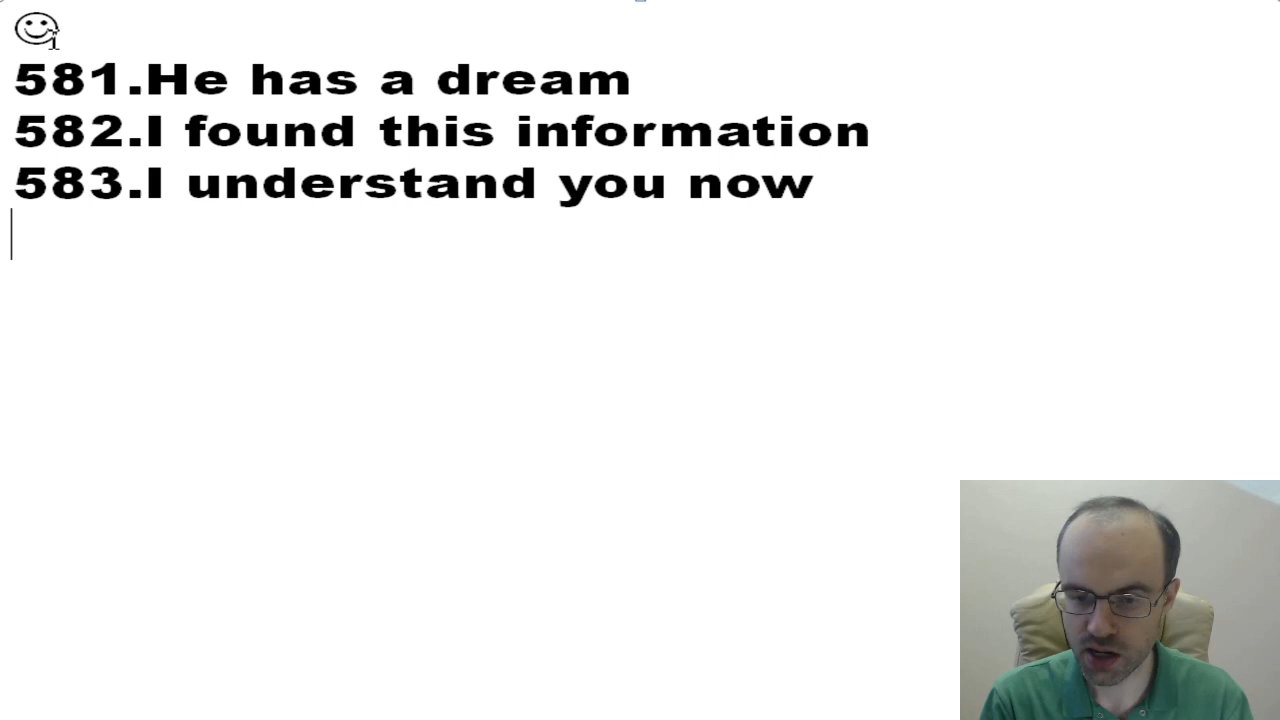 581.He has a dream
582.I found this information
583.I understand you now